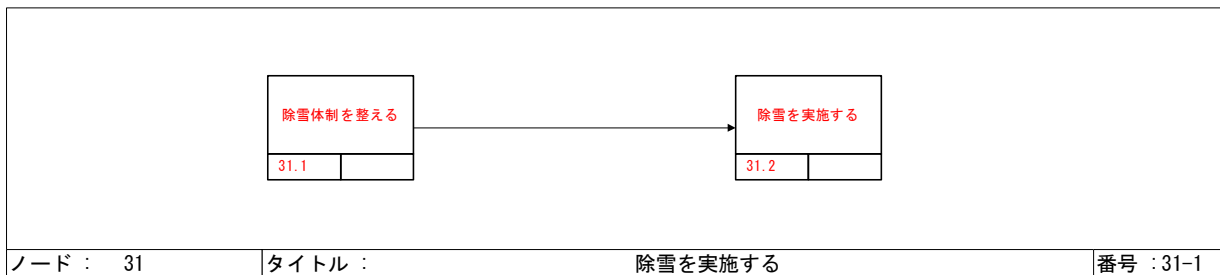 除雪体制を整える
除雪を実施する
31.1
31.2
ノード : 31
タイトル : 除雪を実施する
番号 :31-1